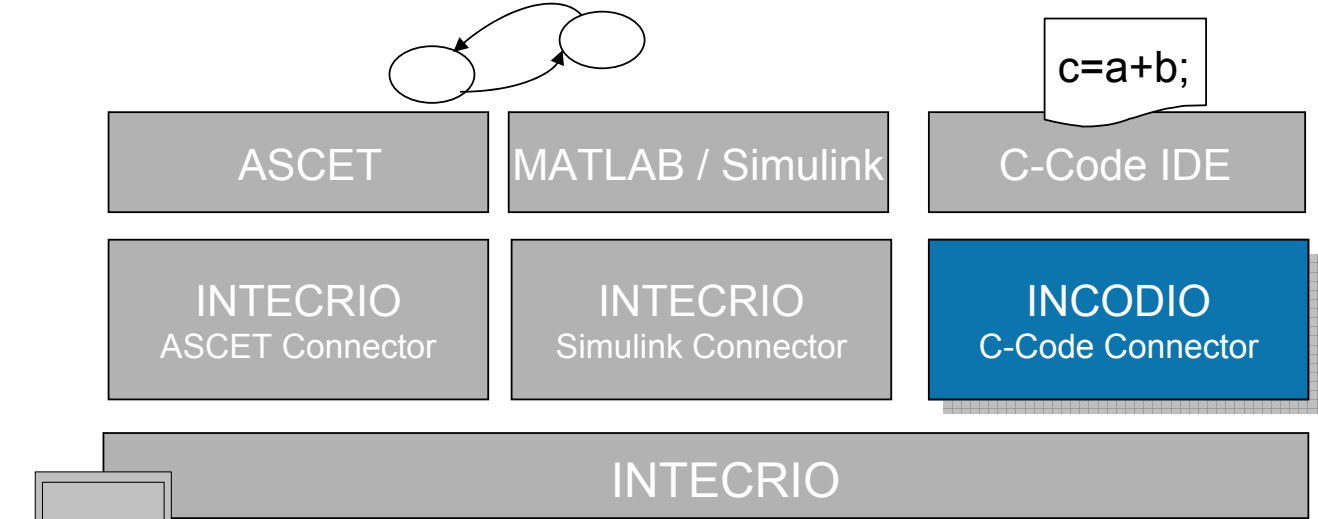 c=a+b;
ASCET
MATLAB / Simulink
C-Code IDE
INTECRIO
ASCET Connector
INTECRIO
Simulink Connector
INCODIO
C-Code Connector
INTECRIO